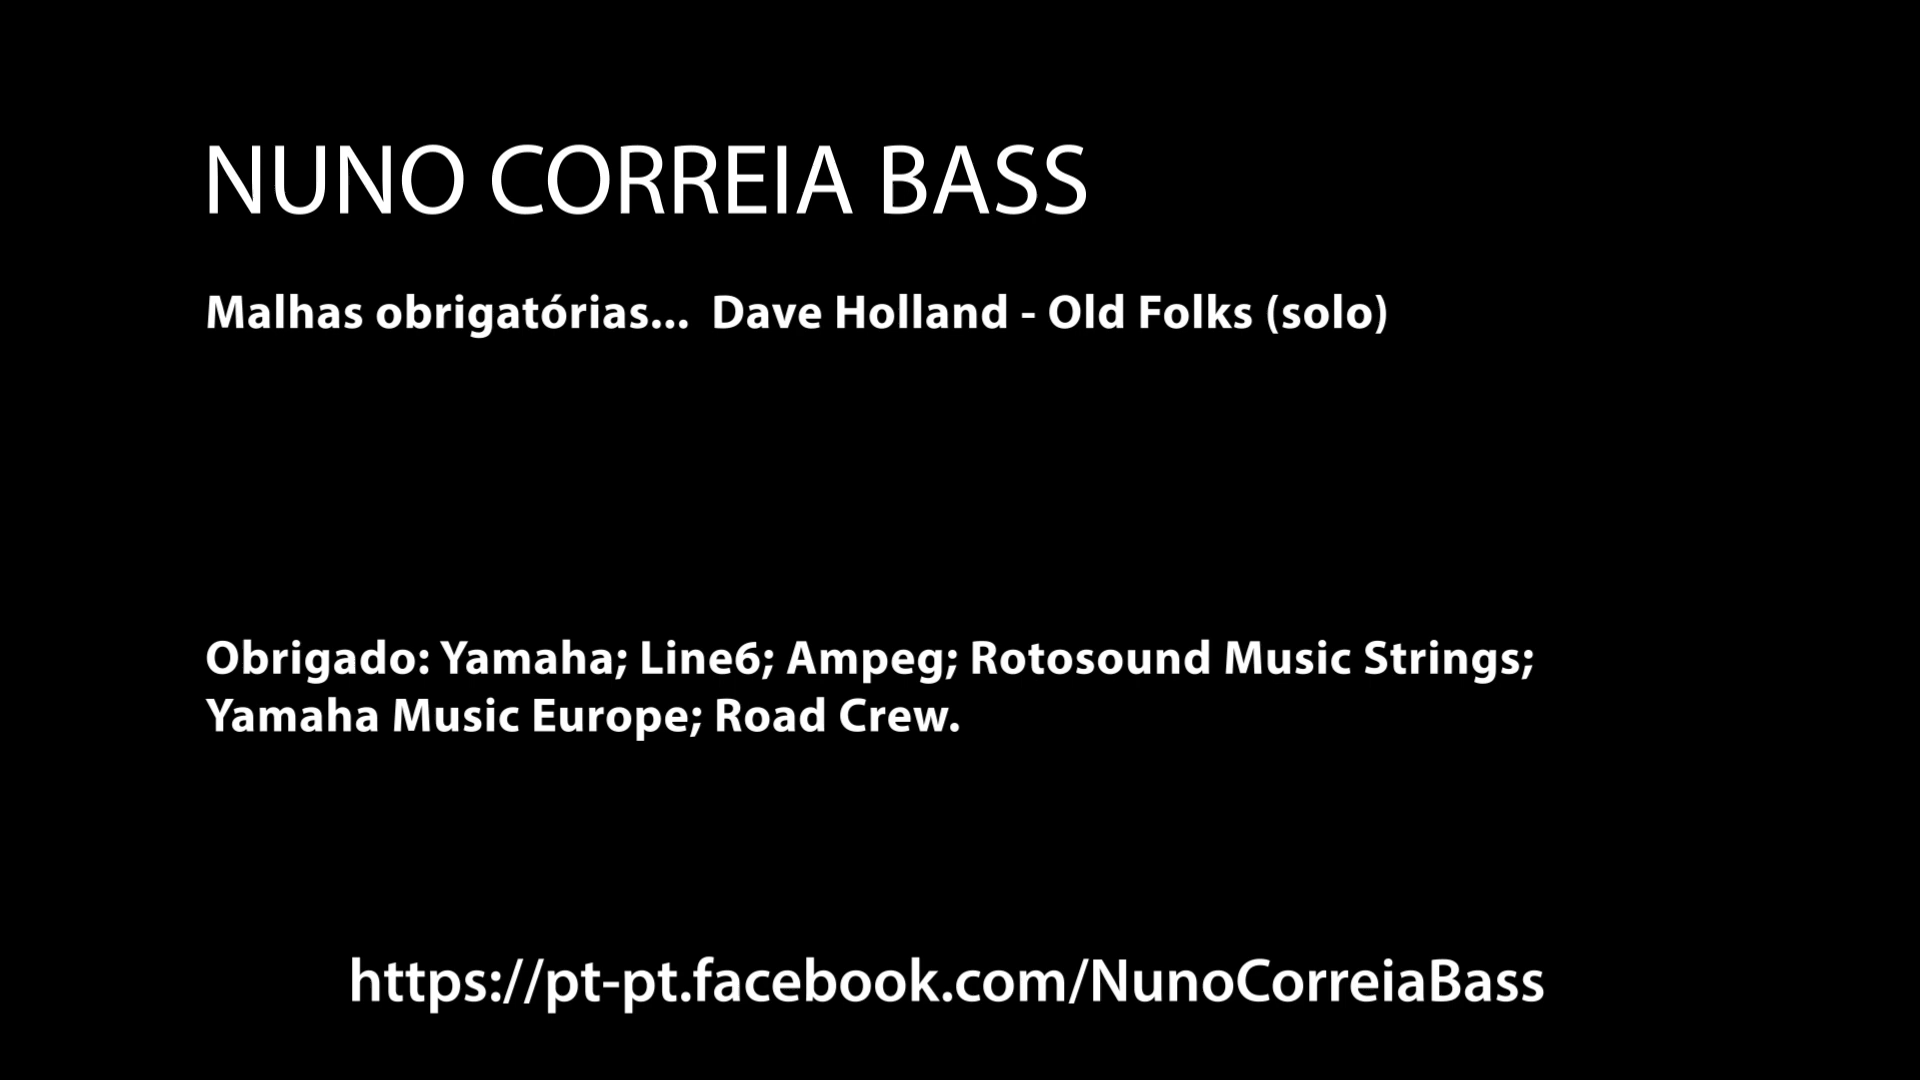 NUNO CORREIA BASS
Malhas obrigatórias...  Dave Holland - Old Folks (solo)
Obrigado: Yamaha; Line6; Ampeg; Rotosound Music Strings;
Yamaha Music Europe; Road Crew.
https://pt-pt.facebook.com/NunoCorreiaBass